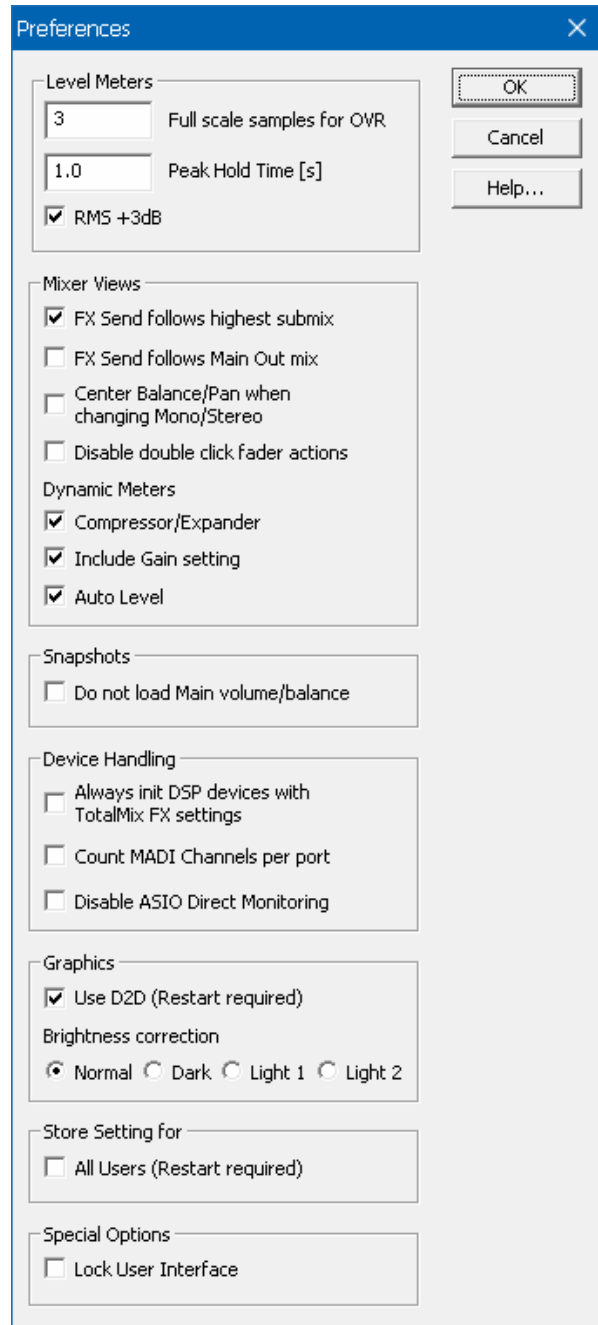 Preferences
Level Meters
OK
3 Full scale samples for OVR
Cancel
1.0 Peak Hold Time [s]
Help...
RMS +3dB
Mixer Views
FX Send follows highest submix
FX Send follows Main Out mix
Center Balance/Pan when
changing Mono/Stereo
Disable double click fader actions
Dynamic Meters
Compressor/Expander
Include Gain setting
Auto Level
Snapshots
Do not load Main volume/balance
Device Handling
Always init DSP devices with
TotalMix FX settings
Count MADI Channels per port
Disable ASIO Direct Monitoring
Graphics
Use D2D (Restart required)
Brightness correction
Normal Dark Light 1 Light 2
Store Setting for
All Users (Restart required)
Special Options
Lock User Interface